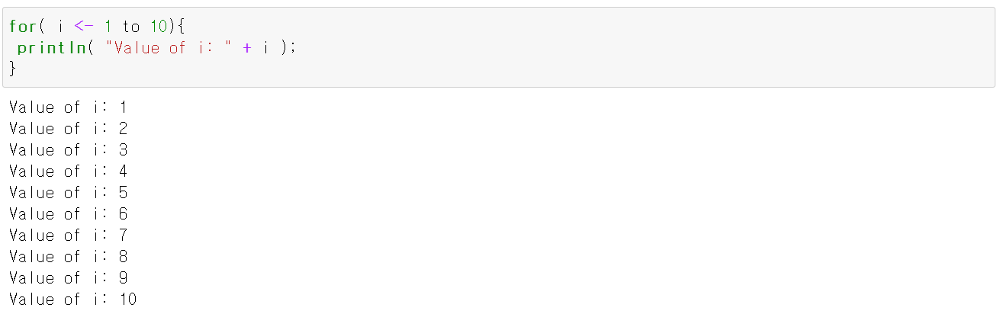 for( i <- 1 to 10){
 println( "Value of i: " + i );
}
Value of i: 1
Value of i: 2
Value of i: 3
Value of i: 4
Value of i: 5
Value of i: 6
Value of i: 7
Value of i: 8
Value of i: 9
Value of i: 10